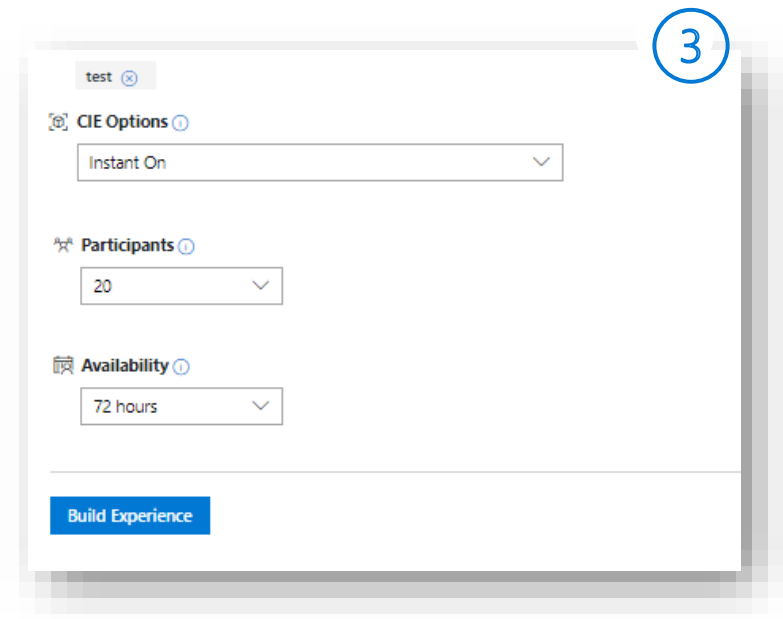 3
test
CIE Options
Instant On
Participants
20
Availability
72 hours
Build Experience